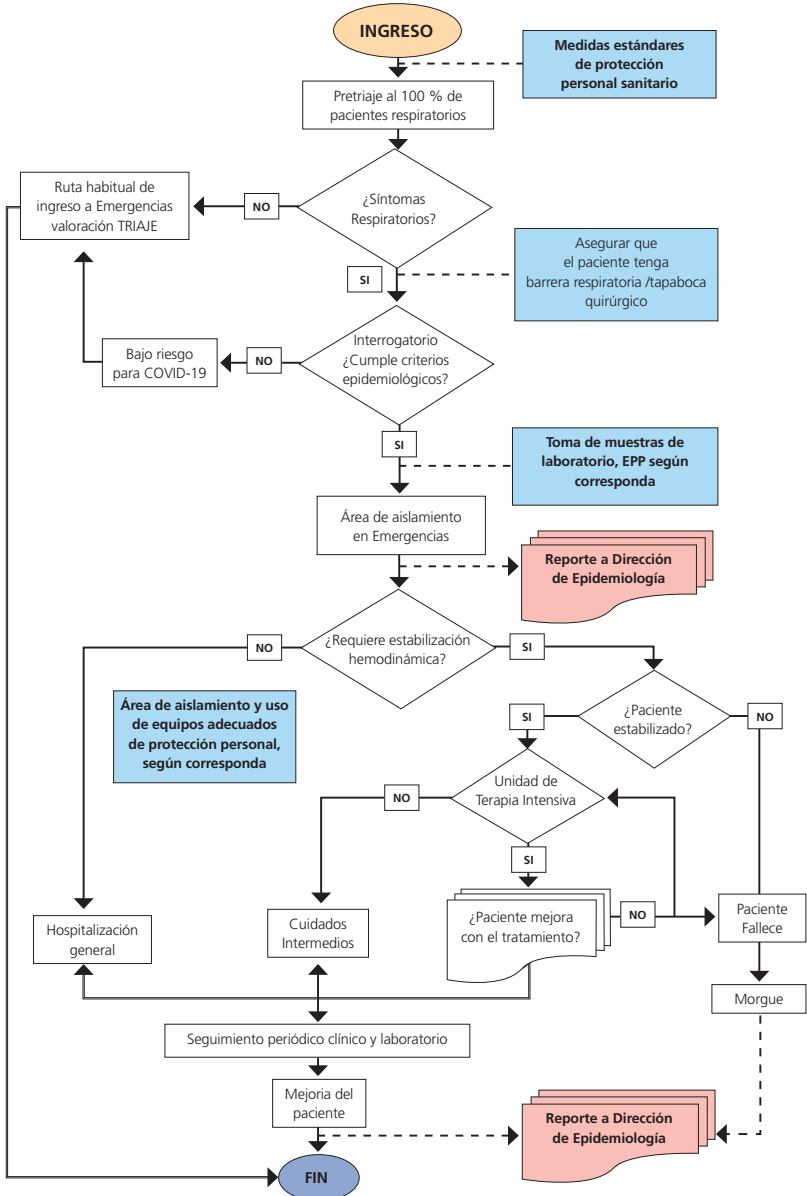 INGRESO
Medidas estándares
de protección
personal sanitario
Pretriaje al 100 % de
pacientes respiratorios
Ruta habitual de
ingreso a Emergencias
valoración TRIAJE
NO
¿Síntomas
Respiratorios?
SI
Asegurar que
el paciente tenga
barrera respiratoria /tapaboca
quirúrgico
Bajo riesgo
para COVID-19
NO
Interrogatorio
¿Cumple criterios
epidemiológicos?
SI
Toma de muestras de
laboratorio, EPP según
corresponda
Área de aislamiento
en Emergencias
Reporte a Dirección
de Epidemiología
NO
¿Requiere estabilización
hemodinámica?
SI
Área de aislamiento y uso
de equipos adecuados
de protección personal,
según corresponda
SI
¿Paciente
estabilizado?
NO
NO
Unidad de
Terapia Intensiva
SI
Hospitalización
general
Cuidados
Intermedios
¿Paciente mejora
con el tratamiento?
NO
Paciente
Fallece
Morgue
Seguimiento periódico clínico y laboratorio
Mejoria del
paciente
Reporte a Dirección
de Epidemiología
FIN